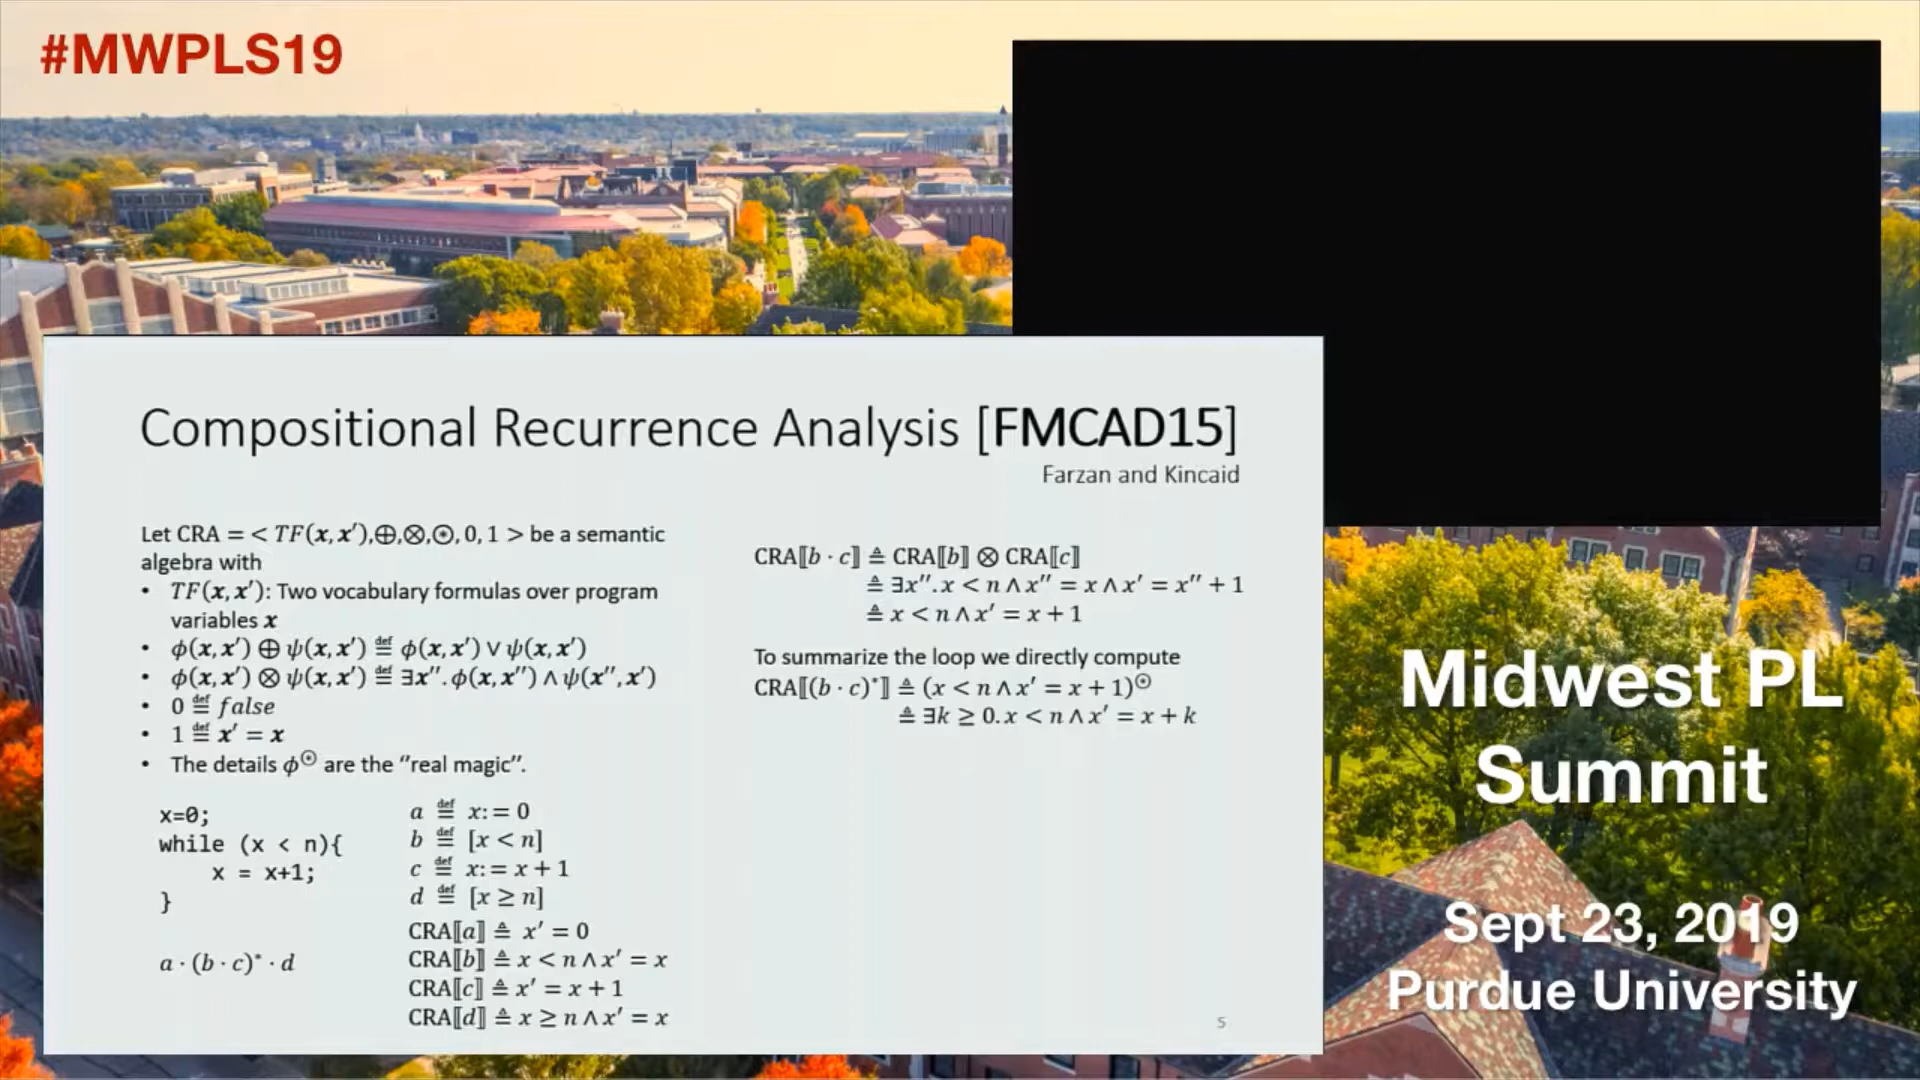 #MWPLS19
Compositional Recurrence Analysis [FMCAD15]
Farzan and Kincaid
Let CRA = < TF(x, x′),⊕,⊗,⊙, 0, 1 > be a semantic
algebra with
• TF(x, x′): Two vocabulary formulas over program
variables x
• ϕ(x, x′) ⊕ ψ(x, x′) ≝ ϕ(x, x′) ∨ ψ(x, x′)
• ϕ(x, x′) ⊗ ψ(x, x′) ≝ ∃x′′. ϕ(x, x′′) ∧ ψ(x′′, x′)
• 0 ≝ false
• 1 ≝ x′ = x
• The details ϕ^⊙ are the "real magic".
x=0;
while (x < n){
x = x+1;
}
a · (b · c)* · d
a ≝ x := 0
b ≝ [x < n]
c ≝ x := x + 1
d ≝ [x ≥ n]
CRA⟦a⟧ ≜ x′ = 0
CRA⟦b⟧ ≜ x < n ∧ x′ = x
CRA⟦c⟧ ≜ x′ = x + 1
CRA⟦d⟧ ≜ x ≥ n ∧ x′ = x
CRA⟦b · c⟧ ≜ CRA⟦b⟧ ⊗ CRA⟦c⟧
≜ ∃x′′. x < n ∧ x′′ = x ∧ x′ = x′′ + 1
≜ x < n ∧ x′ = x + 1
To summarize the loop we directly compute
CRA⟦(b · c)*⟧ ≜ (x < n ∧ x′ = x + 1)^⊙
≜ ∃k ≥ 0. x < n ∧ x′ = x + k
5
Midwest PL
Summit
Sept 23, 2019
Purdue University